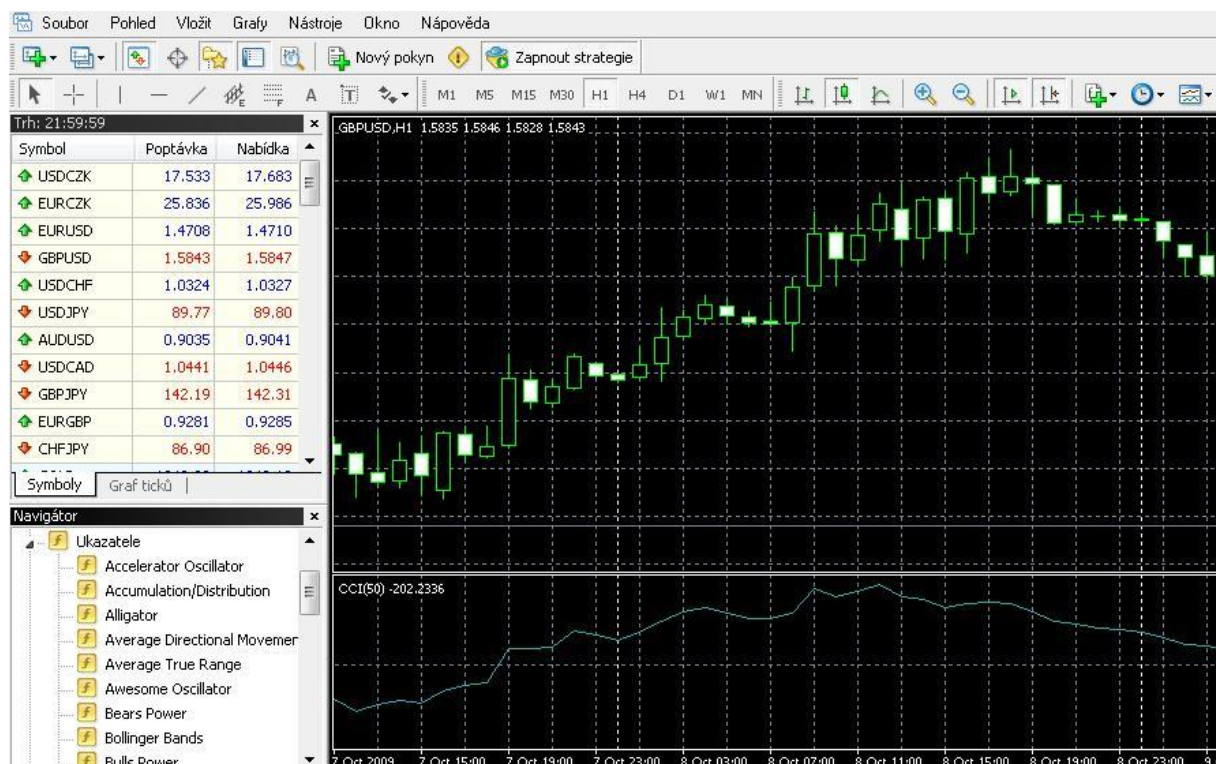 Soubor Pohled Vložit Grafy Nástroje Okno Nápověda
Nový pokyn Zapnout strategie
E F A T M1 M5 M15 M30 H1 H4 D1 W1 MN
Trh: 21:59:59
Symbol Poptávka Nabídka
USDCZK 17.533 17.683
EURCZK 25.836 25.986
EURUSD 1.4708 1.4710
GBPUSD 1.5843 1.5847
USDCHF 1.0324 1.0327
USDJPY 89.77 89.80
AUDUSD 0.9035 0.9041
USDCAD 1.0441 1.0446
GBPJPY 142.19 142.31
EURGBP 0.9281 0.9285
CHFJPY 86.90 86.99
Symboly Graf ticků
Navigátor
Ukazatele
Accelerator Oscillator
Accumulation/Distribution
Alligator
Average Directional Movemen
Average True Range
Awesome Oscillator
Bears Power
Bollinger Bands
Bulls Power
GBPUSD,H1 1.5835 1.5846 1.5828 1.5843
CCI(50) -202.2336
7 Oct 2009 7 Oct 15:00 7 Oct 19:00 7 Oct 23:00 8 Oct 03:00 8 Oct 07:00 8 Oct 11:00 8 Oct 15:00 8 Oct 19:00 8 Oct 23:00 9